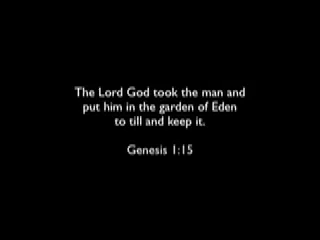 The Lord God took the man and
put him in the garden of Eden
to till and keep it.
Genesis 1:15